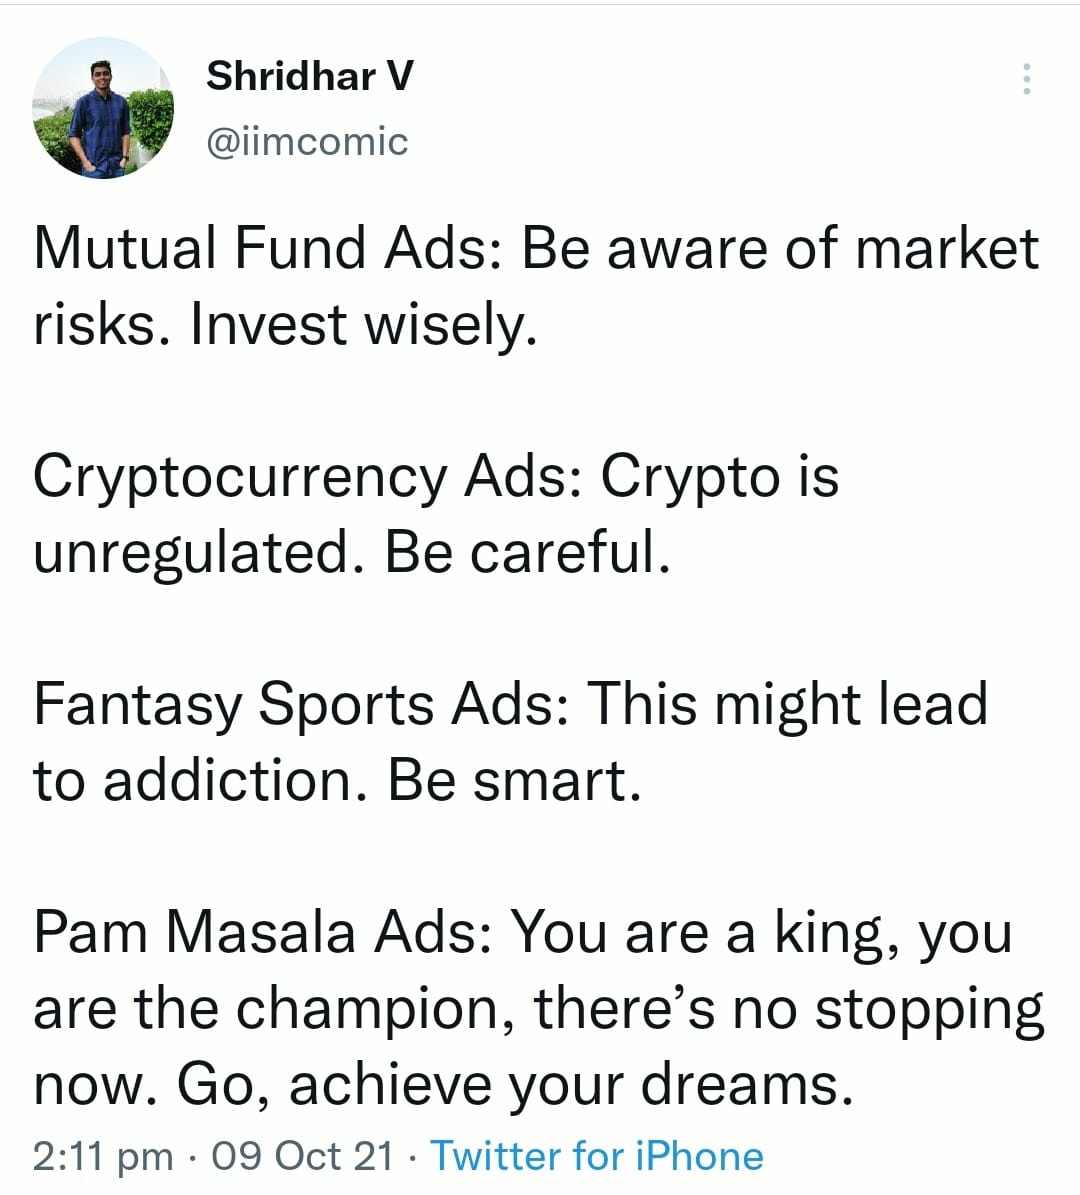 Shridhar V
@iimcomic
Mutual Fund Ads: Be aware of market
risks. Invest wisely.
Cryptocurrency Ads: Crypto is
unregulated. Be careful.
Fantasy Sports Ads: This might lead
to addiction. Be smart.
Pam Masala Ads: You are a king, you
are the champion, there’s no stopping
now. Go, achieve your dreams.
2:11 pm · 09 Oct 21 · Twitter for iPhone